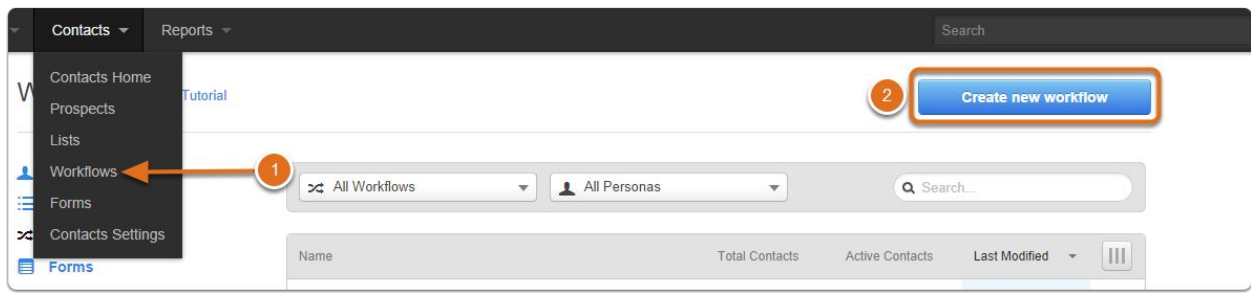 Contacts Reports Search
Contacts Home
W Tutorial
2 Create new workflow
Prospects
Lists
Workflows 1
All Workflows All Personas Search...
Forms
Contacts Settings
Name Total Contacts Active Contacts Last Modified
Forms